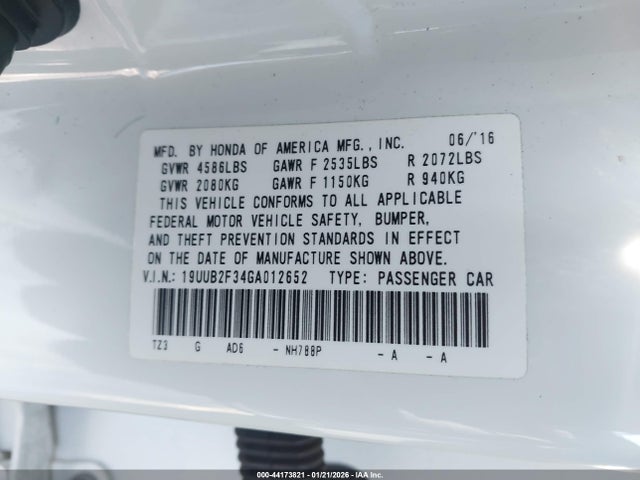 MFD. BY HONDA OF AMERICA MFG., INC. 06/'16
GVWR 4586LBS GAWR F 2535LBS R 2072LBS
GVWR 2080KG GAWR F 1150KG R 940KG
THIS VEHICLE CONFORMS TO ALL APPLICABLE
FEDERAL MOTOR VEHICLE SAFETY, BUMPER,
AND THEFT PREVENTION STANDARDS IN EFFECT
ON THE DATE OF MANUFACTURE SHOWN ABOVE.
V.I.N.: 19UUB2F34GA012652 TYPE: PASSENGER CAR
TZ3 G AD6 - NH788P - A - A
000-44173821 | 01/21/2026 - IAA Inc.